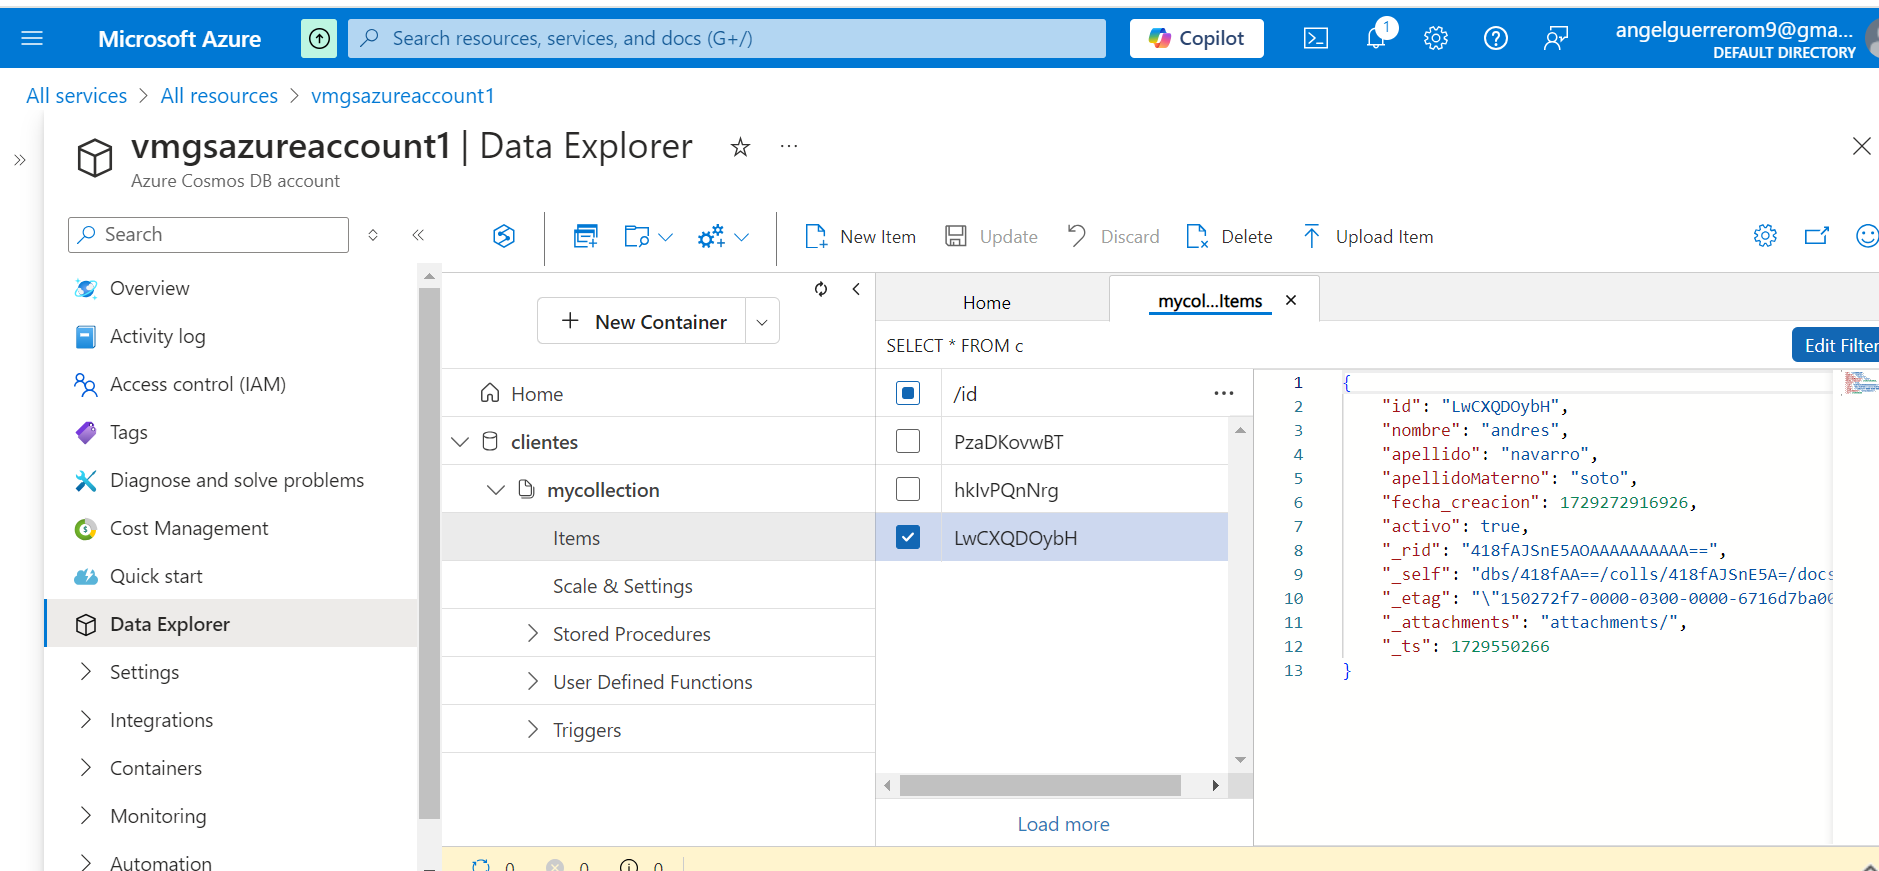 Microsoft Azure
Search resources, services, and docs (G+/)
Copilot
1
angelguerrerom9@gma...
DEFAULT DIRECTORY
All services > All resources > vmgsazureaccount1
vmgsazureaccount1 | Data Explorer
Azure Cosmos DB account
Search
New Item
Update
Discard
Delete
Upload Item
Overview
Activity log
Access control (IAM)
Tags
Diagnose and solve problems
Cost Management
Quick start
Data Explorer
Settings
Integrations
Containers
Monitoring
Automation
+ New Container
Home
clientes
mycollection
Items
Scale & Settings
Stored Procedures
User Defined Functions
Triggers
Home
mycol...Items
SELECT * FROM c
Edit Filter
/id
PzaDKovwBT
hkIvPQnNrg
LwCXQDOybH
Load more
1 {
2 "id": "LwCXQDOybH",
3 "nombre": "andres",
4 "apellido": "navarro",
5 "apellidoMaterno": "soto",
6 "fecha_creacion": 1729272916926,
7 "activo": true,
8 "_rid": "418fAJSnE5AOAAAAAAAAAA==",
9 "_self": "dbs/418fAA==/colls/418fAJSnE5A=/docs
10 "_etag": "\"150272f7-0000-0300-0000-6716d7ba00
11 "_attachments": "attachments/",
12 "_ts": 1729550266
13 }
0 0 0